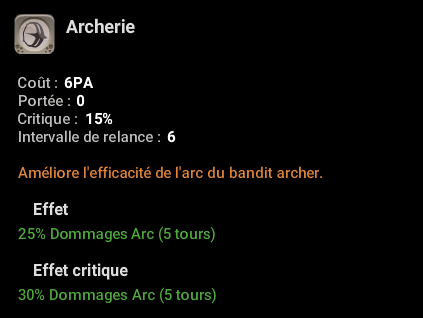 Archerie
Coût : 6PA
Portée : 0
Critique : 15%
Intervalle de relance : 6
Améliore l'efficacité de l'arc du bandit archer.
Effet
25% Dommages Arc (5 tours)
Effet critique
30% Dommages Arc (5 tours)